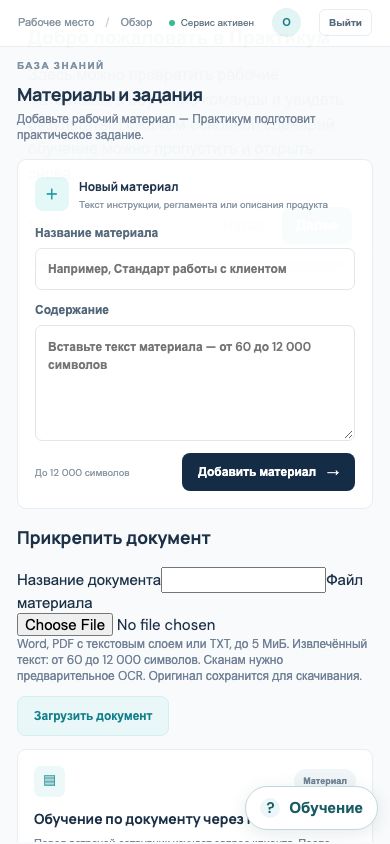 Рабочее место / Обзор Сервис активен О Выйти
БАЗА ЗНАНИЙ
Материалы и задания
Добавьте рабочий материал — Практикум подготовит
практическое задание.
+ Новый материал
Текст инструкции, регламента или описания продукта
Название материала
Например, Стандарт работы с клиентом
Содержание
Вставьте текст материала — от 60 до 12 000
символов
До 12 000 символов
Добавить материал →
Прикрепить документ
Название документа Файл
материала
Choose File No file chosen
Word, PDF с текстовым слоем или TXT, до 5 МиБ. Извлечённый
текст: от 60 до 12 000 символов. Сканам нужно
предварительное OCR. Оригинал сохранится для скачивания.
Загрузить документ
Материал
Обучение по документу через
? Обучение